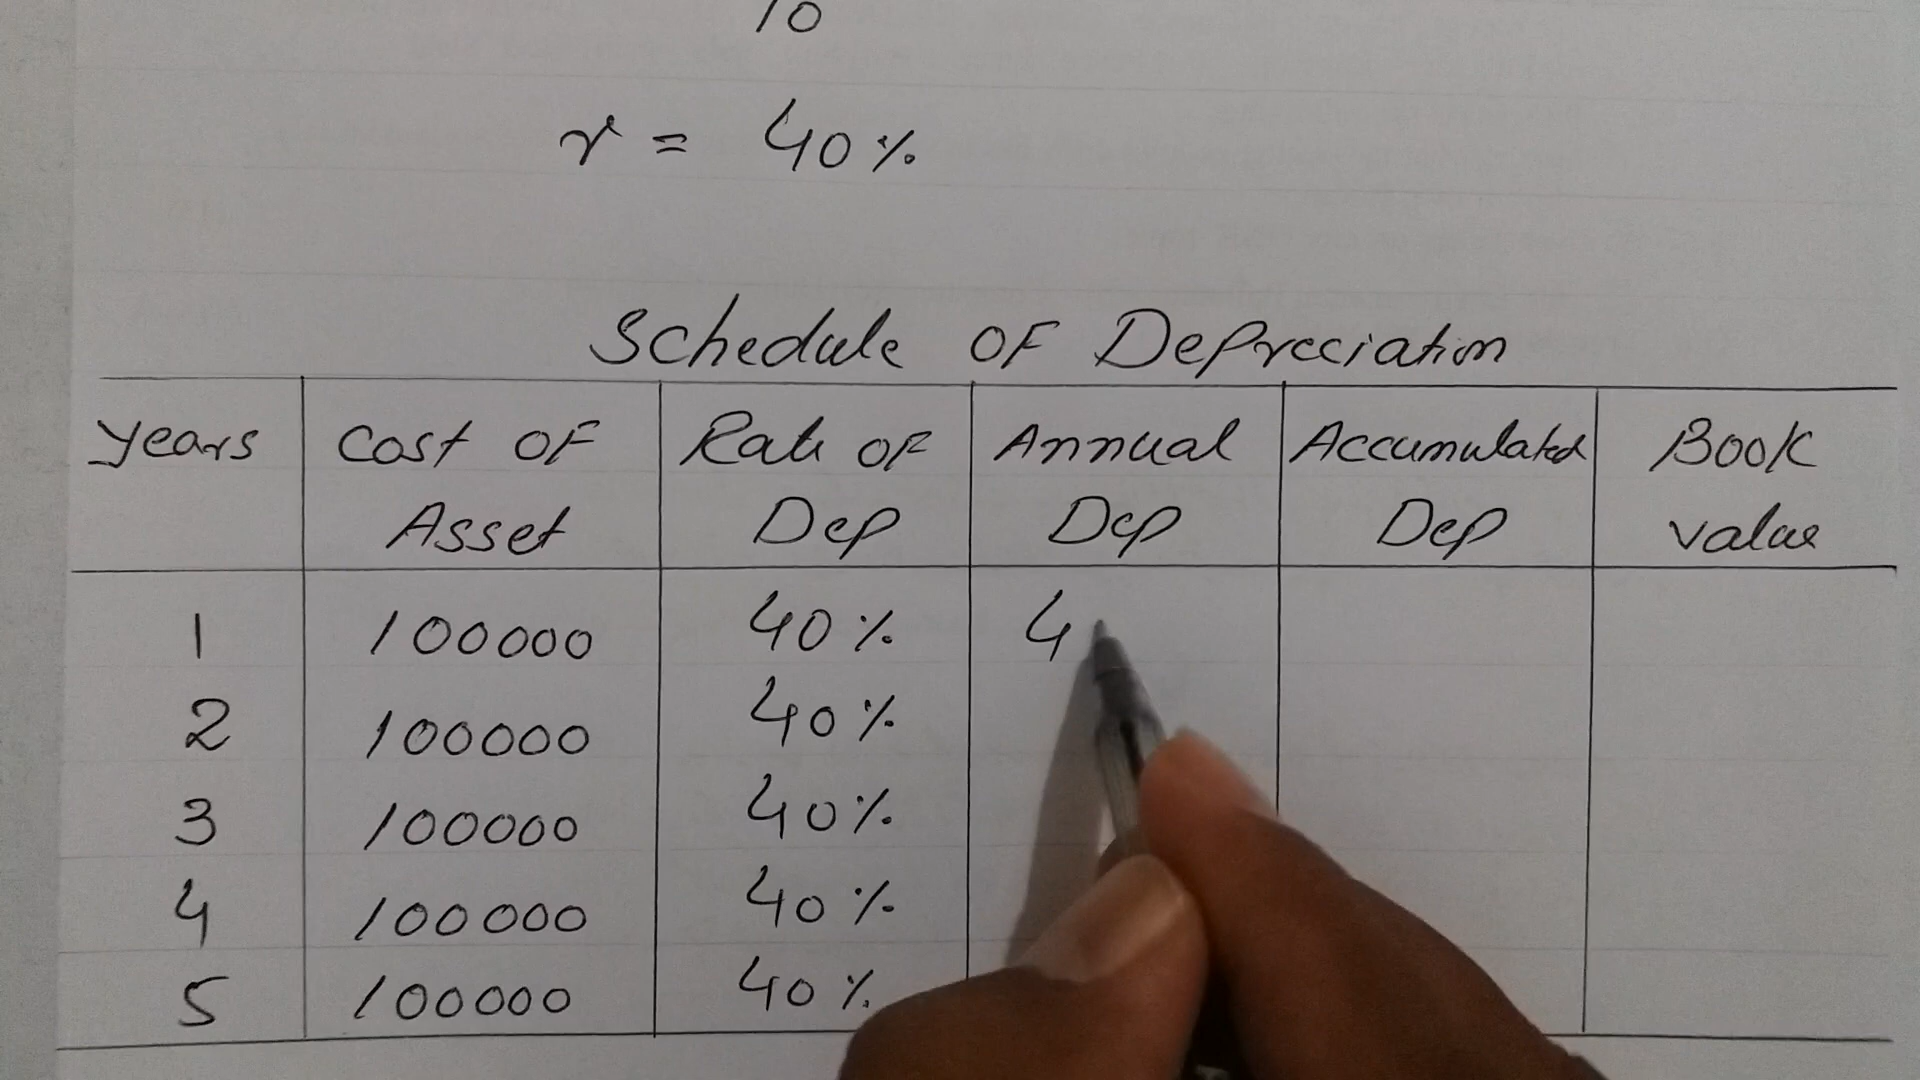 10
r = 40%
Schedule OF Depreciation
years Cost OF Asset Rate OF Dep Annual Dep Accumulated Dep Book value
1 100000 40% 4
2 100000 40%
3 100000 40%
4 100000 40%
5 100000 40%